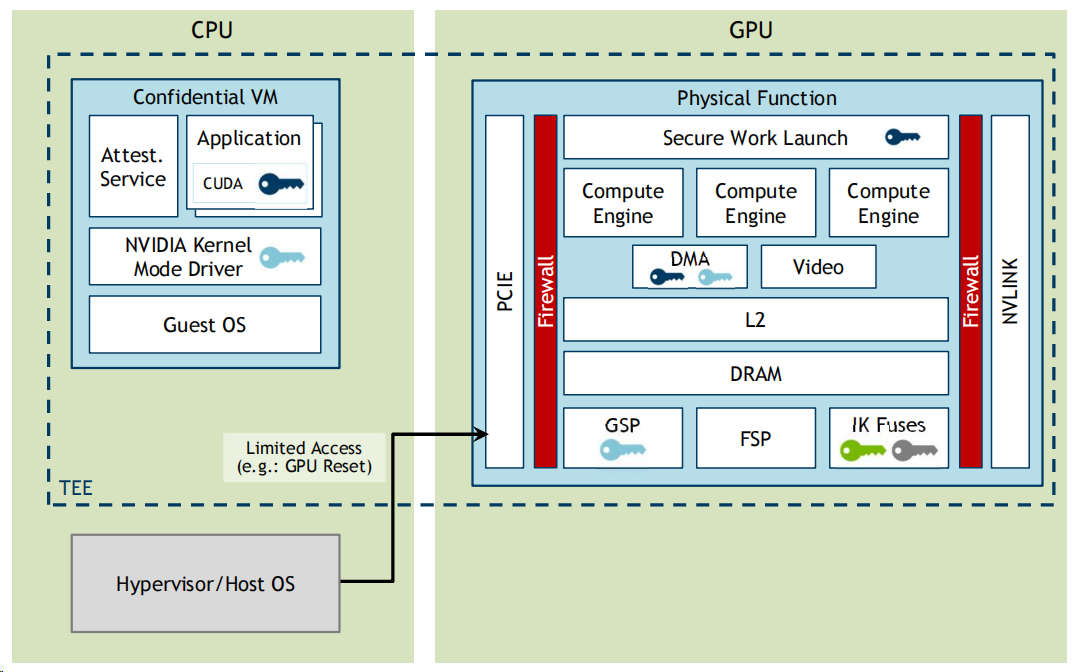 CPU
GPU
Confidential VM
Attest.
Service
Application
CUDA
NVIDIA Kernel
Mode Driver
Guest OS
Limited Access
(e.g.: GPU Reset)
TEE
Hypervisor/Host OS
Physical Function
PCIE
Firewall
Secure Work Launch
Compute
Engine
Compute
Engine
Compute
Engine
DMA
Video
L2
DRAM
GSP
FSP
IK Fuses
Firewall
NVLINK